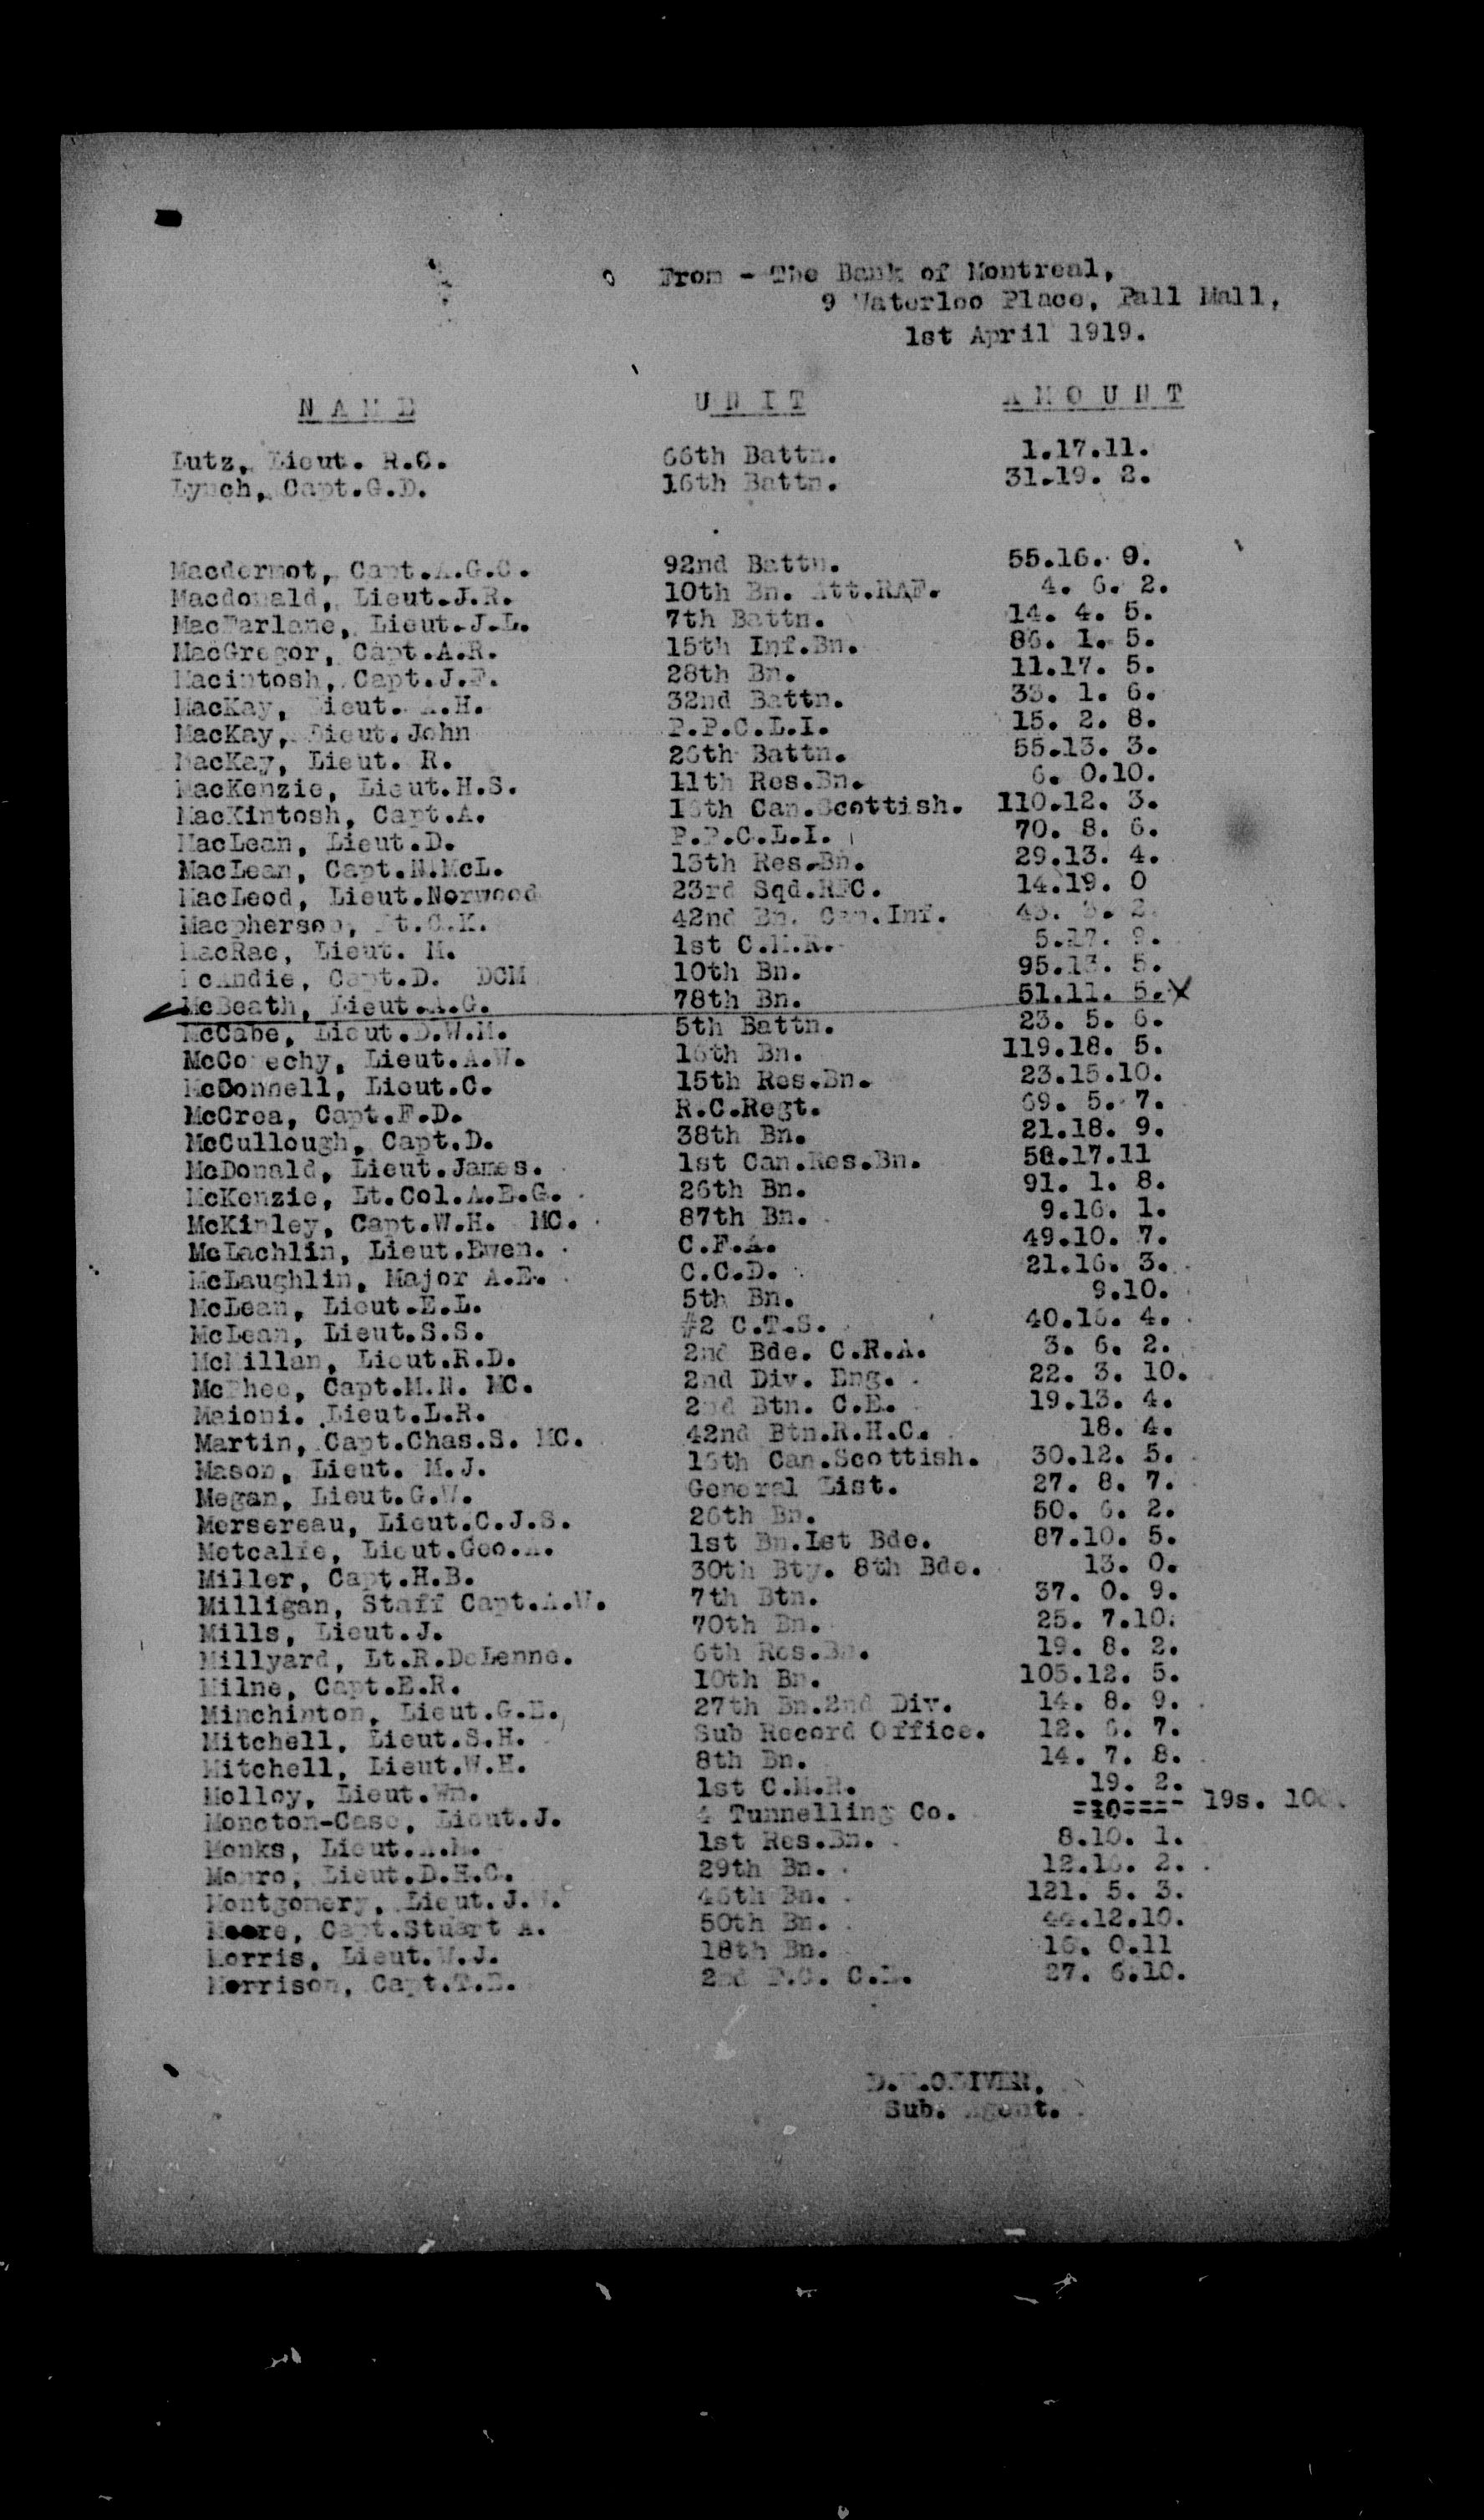 From - The Bank of Montreal,
9 Waterloo Place, Pall Mall,
1st April 1919.
N A M E U N I T A M O U N T
Lutz, Lieut. R.C. 66th Battn. 1.17.11.
Lynch, Capt.G.D. 16th Battn. 31.19. 2.
Macdermot, Capt.A.G.C. 92nd Battn. 55.16. 9.
Macdonald, Lieut.J.R. 10th Bn. Att.RAF. 4. 6. 2.
MacFarlane, Lieut.J.L. 7th Battn. 14. 4. 5.
MacGregor, Capt.A.R. 15th Inf.Bn. 86. 1. 5.
Macintosh, Capt.J.F. 28th Bn. 11.17. 5.
MacKay, Lieut. A.H. 32nd Battn. 33. 1. 6.
MacKay, Lieut.John P.P.C.L.I. 15. 2. 8.
MacKay, Lieut. R. 26th Battn. 55.13. 3.
MacKenzie, Lieut.H.S. 11th Res.Bn. 6. 0.10.
MacKintosh, Capt.A. 16th Can.Scottish. 110.12. 3.
MacLean, Lieut.D. P.P.C.L.I. 70. 8. 6.
MacLean, Capt.N.McL. 13th Res.Bn. 29.13. 4.
MacLeod, Lieut.Norwood 23rd Sqd.RFC. 14.19. 0
Macpherson, Lt.C.K. 42nd Bn. Can.Inf. 43. 2.
MacRae, Lieut. M. 1st C.M.R. 5.17. 9.
McAndie, Capt.D. DCM 10th Bn. 95.13. 5.
McBeath, Lieut.A.G. 78th Bn. 51.11. 5.X
McCabe, Lieut.D.W.M. 5th Battn. 23. 5. 6.
McConechy, Lieut.A.W. 16th Bn. 119.18. 5.
McConnell, Lieut.C. 15th Res.Bn. 23.15.10.
McCrea, Capt.F.D. R.C.Regt. 69. 5. 7.
McCullough, Capt.D. 38th Bn. 21.18. 9.
McDonald, Lieut.James. 1st Can.Res.Bn. 58.17.11
McKenzie, Lt.Col.A.E.G. 26th Bn. 91. 1. 8.
McKinley, Capt.W.H. MC. 87th Bn. 9.16. 1.
McLachlin, Lieut.Ewen. C.F.A. 49.10. 7.
McLaughlin, Major A.E. C.C.D. 21.16. 3.
McLean, Lieut.E.L. 5th Bn. 9.10.
McLean, Lieut.S.S. #2 C.T.S. 40.16. 4.
McMillan, Lieut.R.D. 2nd Bde. C.R.A. 3. 6. 2.
McPhee, Capt.M.N. MC. 2nd Div. Eng. 22. 3. 10.
Maioni. Lieut.L.R. 2nd Btn. C.E. 19.13. 4.
Martin, Capt.Chas.S. MC. 42nd Btn.R.H.C. 18. 4.
Mason, Lieut. M.J. 16th Can.Scottish. 30.12. 5.
Megan, Lieut.G.W. General List. 27. 8. 7.
Mersereau, Lieut.C.J.S. 26th Bn. 50. 6. 2.
Metcalfe, Lieut.Geo.A. 1st Bn.1st Bde. 87.10. 5.
Miller, Capt.H.B. 30th Bty. 8th Bde. 13. 0.
Milligan, Staff Capt.A.W. 7th Btn. 37. 0. 9.
Mills, Lieut.J. 70th Bn. 25. 7.10.
Millyard, Lt.R.DeLenne. 6th Res.Bn. 19. 8. 2.
Milne, Capt.E.R. 10th Bn. 105.12. 5.
Minchinton, Lieut.G.E. 27th Bn.2nd Div. 14. 8. 9.
Mitchell, Lieut.S.H. Sub Record Office. 12. 6. 7.
Mitchell, Lieut.W.H. 8th Bn. 14. 7. 8.
Molloy, Lieut.Wm. 1st C.M.R. 19. 2.
Moncton-Case, Lieut.J. 4 Tunnelling Co. 19s. 10d.
Monks, Lieut.A.M. 1st Res.Bn. 8.10. 1.
Monro, Lieut.D.H.C. 29th Bn. 12.16. 2.
Montgomery, Lieut.J. 46th Bn. 121. 5. 3.
Moore, Capt.Stuart A. 50th Bn. 44.12.10.
Morris, Lieut.W.J. 18th Bn. 16. 0.11
Morrison, Capt.T.E. 2nd 27. 6.10.
OLIVER,
Sub. Agent.